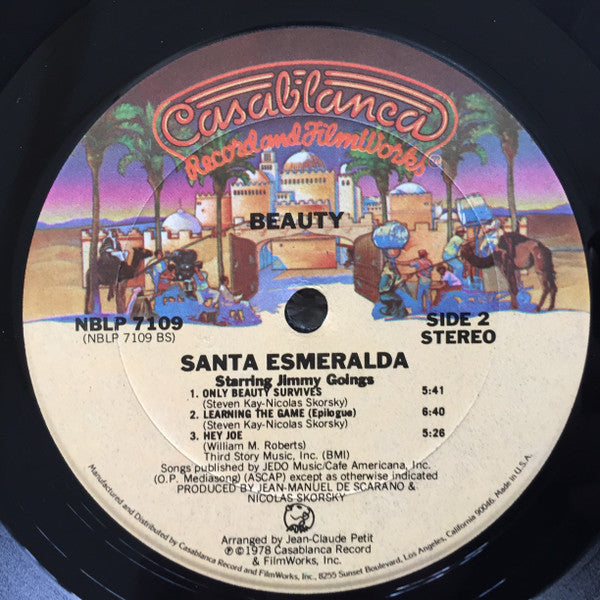 Casablanca
Record and FilmWorks
BEAUTY
NBLP 7109
(NBLP 7109 BS)
SIDE 2
STEREO
SANTA ESMERALDA
Starring Jimmy Goings
1. ONLY BEAUTY SURVIVES 5:41
(Steven Kay-Nicolas Skorsky)
2. LEARNING THE GAME (Epilogue) 6:40
(Steven Kay-Nicolas Skorsky)
3. HEY JOE 5:26
(William M. Roberts)
Third Story Music, Inc. (BMI)
Songs published by JEDO Music/Cafe Americana, Inc.
(O.P. Mediasong) (ASCAP) except as otherwise indicated
PRODUCED BY JEAN-MANUEL DE SCARANO &
NICOLAS SKORSKY
Arranged by Jean-Claude Petit
℗©1978 Casablanca Record
& FilmWorks, Inc.
Manufactured and Distributed by Casablanca Record and FilmWorks, Inc., 8255 Sunset Boulevard, Los Angeles, California 90046. Made in U.S.A.